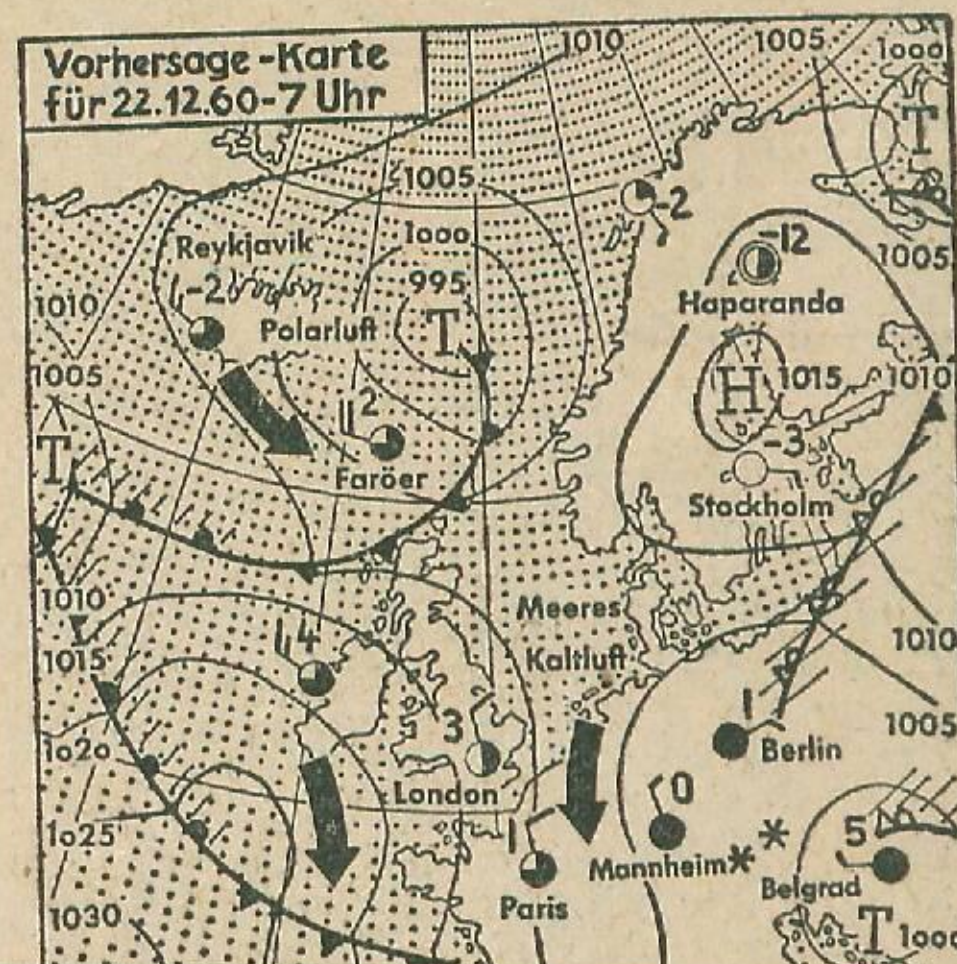 Vorhersage-Karte
für 22.12.60-7 Uhr
1010
1005
1000
T
1005
-2
Reykjavik
1000
-12
1005
-2
995
Haparanda
1010
Polarluft
T
1005
H
1015
1010
2
T
-3
Faröer
Stockholm
1010
Meeres
4
Kaltluft
1010
1015
1
1005
1020
3
Berlin
London
0
1025
1
Mannheim
5
Belgrad
1030
Paris
T
1000